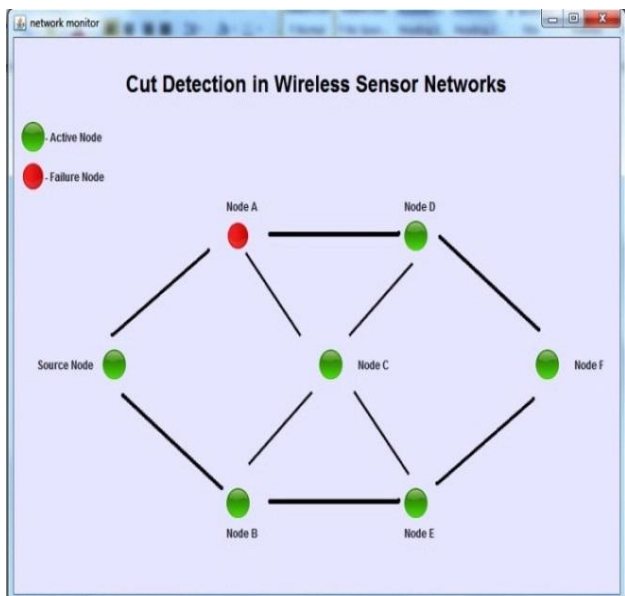 network monitor
Cut Detection in Wireless Sensor Networks
- Active Node
- Failure Node
Node A
Node D
Source Node
Node C
Node F
Node B
Node E